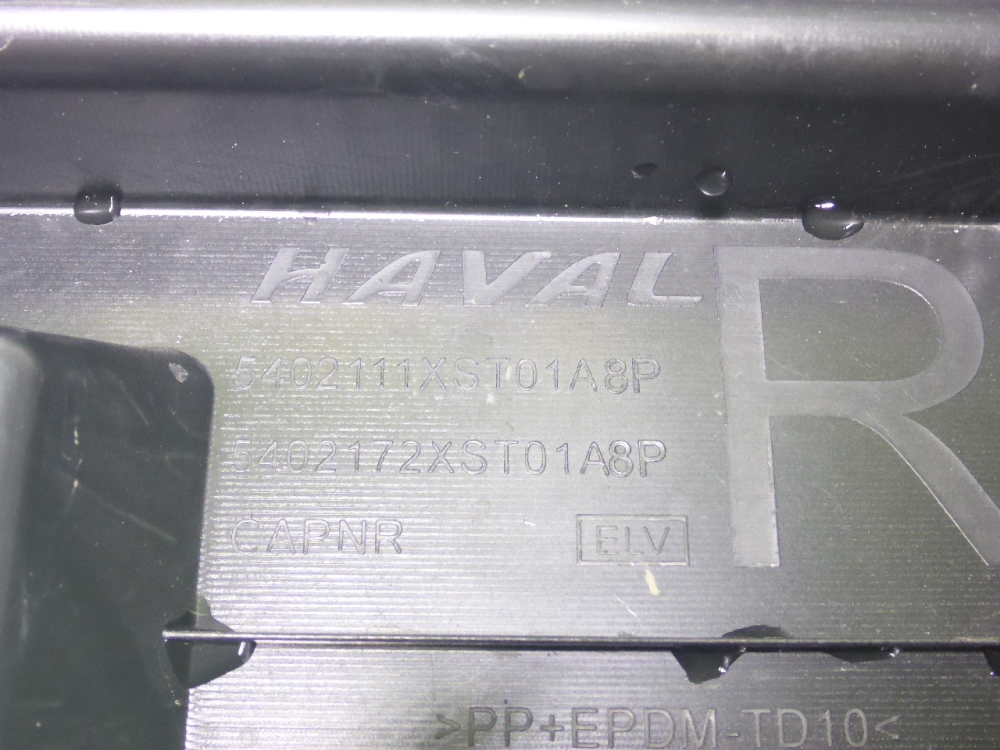 HAVAL
R
5402111XST01A8P
5402172XST01A8P
CAPNR
ELV
>PP+EPDM-TD10<